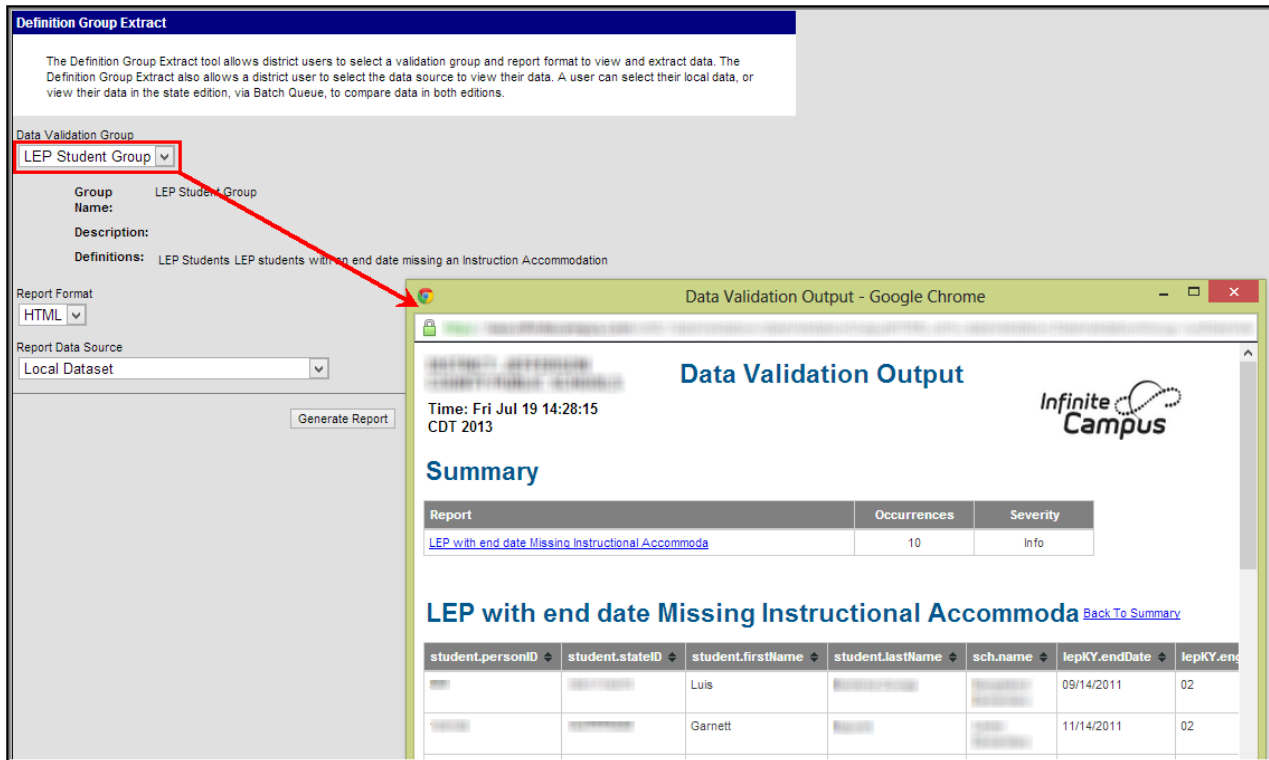 Definition Group Extract
The Definition Group Extract tool allows district users to select a validation group and report format to view and extract data. The
Definition Group Extract also allows a district user to select the data source to view their data. A user can select their local data, or
view their data in the state edition, via Batch Queue, to compare data in both editions.
Data Validation Group
LEP Student Group
Group Name: LEP Student Group
Description:
Definitions: LEP Students LEP students with an end date missing an Instruction Accommodation
Report Format
HTML
Report Data Source
Local Dataset
Generate Report
Data Validation Output - Google Chrome
Data Validation Output
Time: Fri Jul 19 14:28:15
CDT 2013
Infinite
Campus
Summary
Report Occurrences Severity
LEP with end date Missing Instructional Accommoda 10 Info
LEP with end date Missing Instructional Accommoda Back To Summary
student.personID student.stateID student.firstName student.lastName sch.name lepKY.endDate lepKY.eng
Luis 09/14/2011 02
Garnett 11/14/2011 02